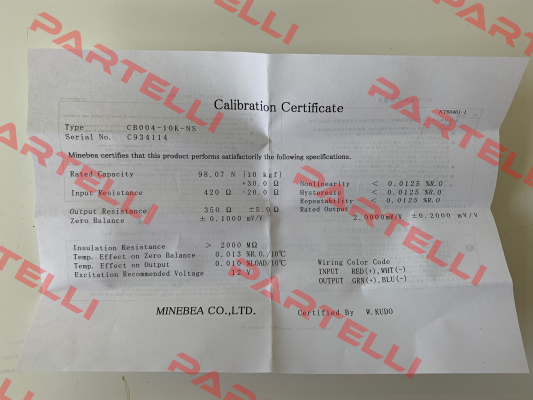 PARTELLI
Calibration Certificate
Type CB004-10K-NS
Serial No. C934114
Minebea certifies that this product performs satisfactorily the following specifications.
Rated Capacity 98.07 N [10 kgf]
Input Resistance 420 Ω +30.0 Ω -20.0 Ω
Output Resistance 350 Ω ±5.0 Ω
Zero Balance ± 0.1000 mV/V
Nonlinearity < 0.0125 %R.O.
Hysteresis < 0.0125 %R.O.
Repeatability < 0.0125 %R.O.
Rated Output 2.0000mV/V ±0.2000 mV/V
Insulation Resistance > 2000 MΩ
Temp. Effect on Zero Balance 0.013 %R.O./10℃
Temp. Effect on Output 0.010 %LOAD/10℃
Excitation Recommended Voltage 12 V
Wiring Color Code
INPUT RED(+),WHT(-)
OUTPUT GRN(+),BLU(-)
MINEBEA CO.,LTD.
Certified By W.KUDO
PARTELLI
PARTELLI
PARTELLI
PARTELLI
PARTELLI